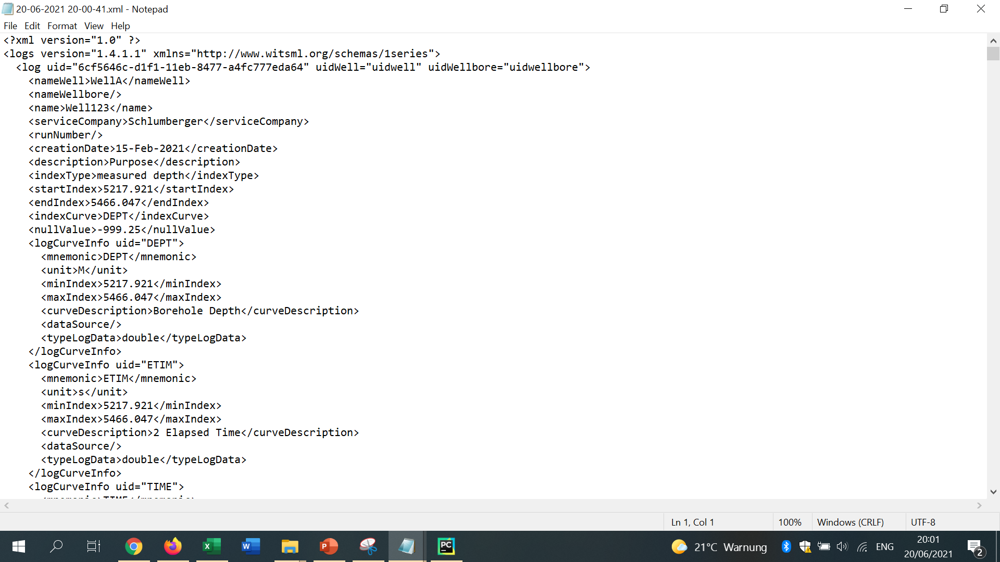 20-06-2021 20-00-41.xml - Notepad
File Edit Format View Help
<?xml version="1.0" ?>
<logs version="1.4.1.1" xmlns="http://www.witsml.org/schemas/1series">
  <log uid="6cf5646c-d1f1-11eb-8477-a4fc777eda64" uidWell="uidwell" uidWellbore="uidwellbore">
    <nameWell>WellA</nameWell>
    <nameWellbore/>
    <name>Well123</name>
    <serviceCompany>Schlumberger</serviceCompany>
    <runNumber/>
    <creationDate>15-Feb-2021</creationDate>
    <description>Purpose</description>
    <indexType>measured depth</indexType>
    <startIndex>5217.921</startIndex>
    <endIndex>5466.047</endIndex>
    <indexCurve>DEPT</indexCurve>
    <nullValue>-999.25</nullValue>
    <logCurveInfo uid="DEPT">
      <mnemonic>DEPT</mnemonic>
      <unit>M</unit>
      <minIndex>5217.921</minIndex>
      <maxIndex>5466.047</maxIndex>
      <curveDescription>Borehole Depth</curveDescription>
      <dataSource/>
      <typeLogData>double</typeLogData>
    </logCurveInfo>
    <logCurveInfo uid="ETIM">
      <mnemonic>ETIM</mnemonic>
      <unit>s</unit>
      <minIndex>5217.921</minIndex>
      <maxIndex>5466.047</maxIndex>
      <curveDescription>2 Elapsed Time</curveDescription>
      <dataSource/>
      <typeLogData>double</typeLogData>
    </logCurveInfo>
    <logCurveInfo uid="TIME">
      <mnemonic>TIME</mnemonic>
Ln 1, Col 1 100% Windows (CRLF) UTF-8
X W P PC 21°C Warnung ENG 20:01
20/06/2021 2